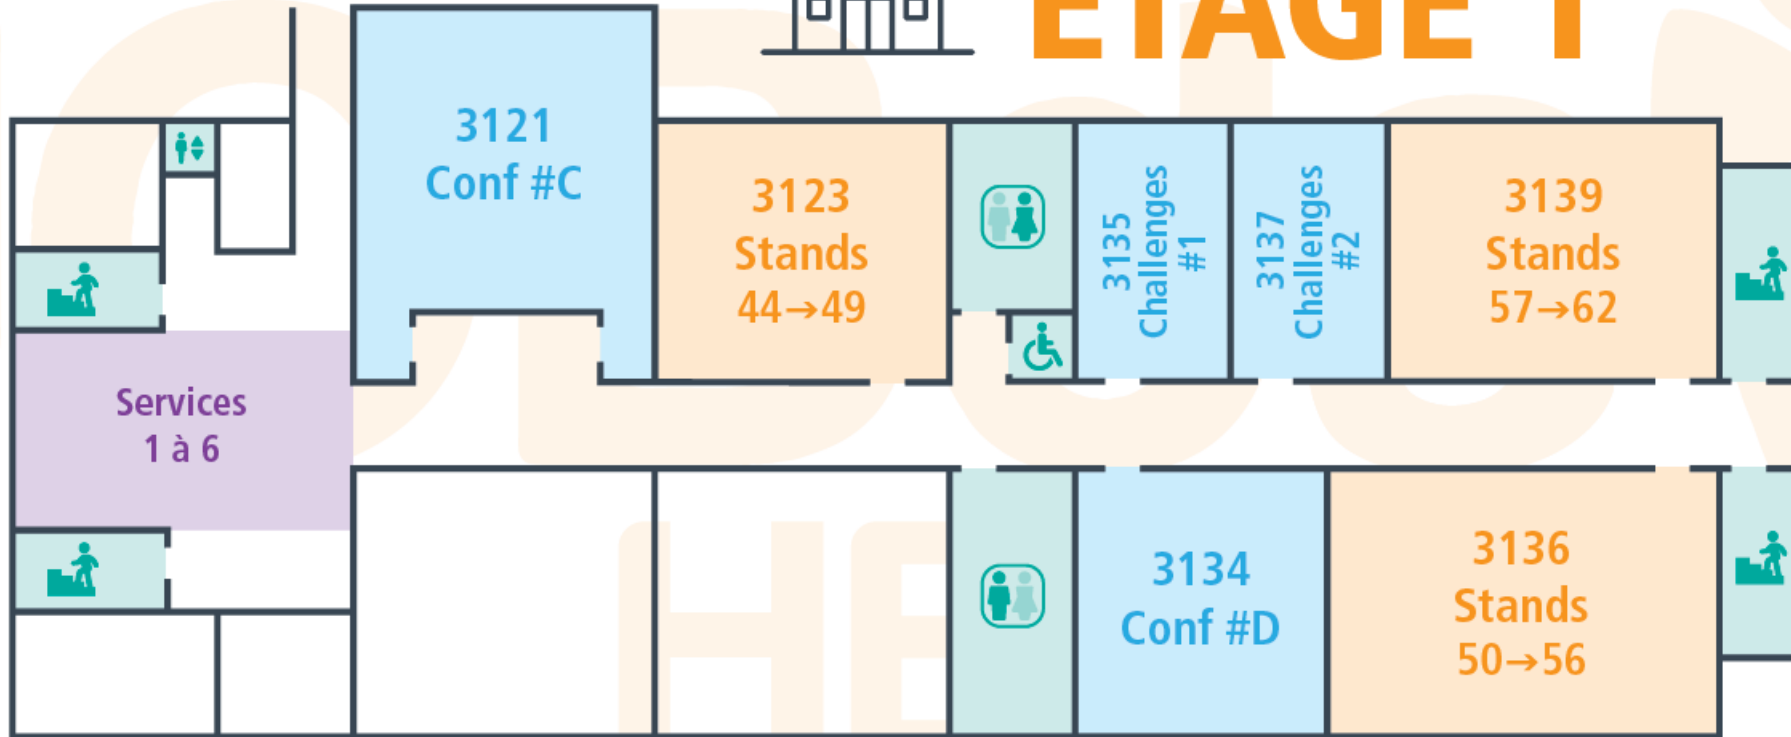 ETAGE 1
3121
Conf #C
3123
Stands
44→49
3135
Challenges
#1
3137
Challenges
#2
3139
Stands
57→62
Services
1 à 6
3134
Conf #D
3136
Stands
50→56
HE